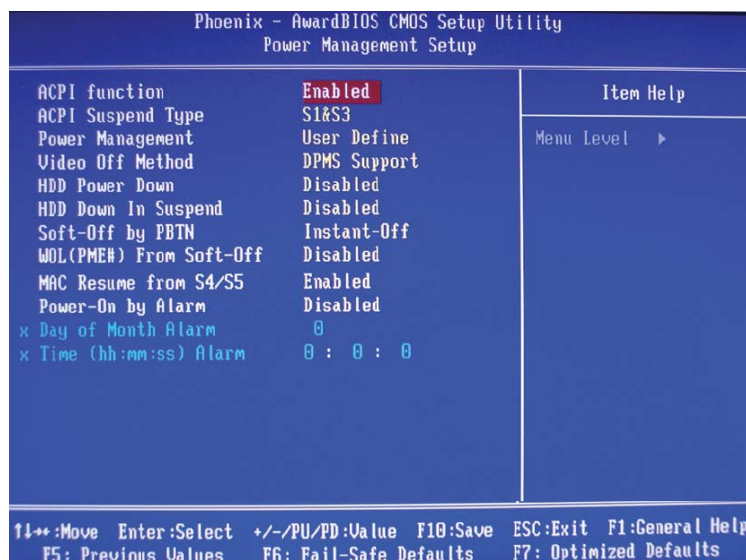 Phoenix - AwardBIOS CMOS Setup Utility
Power Management Setup
ACPI function Enabled
ACPI Suspend Type S1&S3
Power Management User Define
Video Off Method DPMS Support
HDD Power Down Disabled
HDD Down In Suspend Disabled
Soft-Off by PBTN Instant-Off
WOL(PME#) From Soft-Off Disabled
MAC Resume from S4/S5 Enabled
Power-On by Alarm Disabled
x Day of Month Alarm 0
x Time (hh:mm:ss) Alarm 0 : 0 : 0
Item Help
Menu Level ▸
↑↓→←:Move Enter:Select +/-/PU/PD:Value F10:Save ESC:Exit F1:General Help
F5: Previous Values F6: Fail-Safe Defaults F7: Optimized Defaults